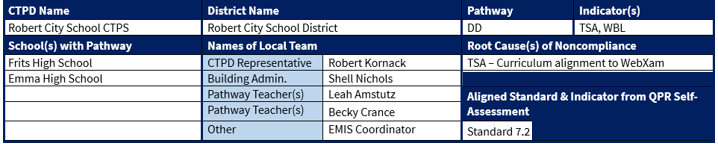 CTPD Name District Name Pathway Indicator(s)
Robert City School CTPS Robert City School District DD TSA, WBL
School(s) with Pathway Names of Local Team Root Cause(s) of Noncompliance
Frits High School CTPD Representative Robert Kornack TSA – Curriculum alignment to WebXam
Emma High School Building Admin. Shell Nichols
Pathway Teacher(s) Leah Amstutz Aligned Standard & Indicator from QPR Self-
Pathway Teacher(s) Becky Crance Assessment
Other EMIS Coordinator Standard 7.2